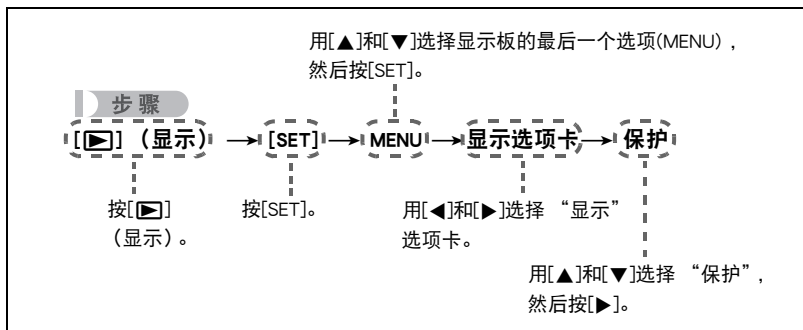 用[▲]和[▼]选择显示板的最后一个选项(MENU)，
然后按[SET]。
步骤
[▶]（显示） → [SET] → MENU → 显示选项卡 → 保护
按[▶]
（显示）。
按[SET]。
用[◀]和[▶]选择 “显示”
选项卡。
用[▲]和[▼]选择 “保护”，
然后按[▶]。